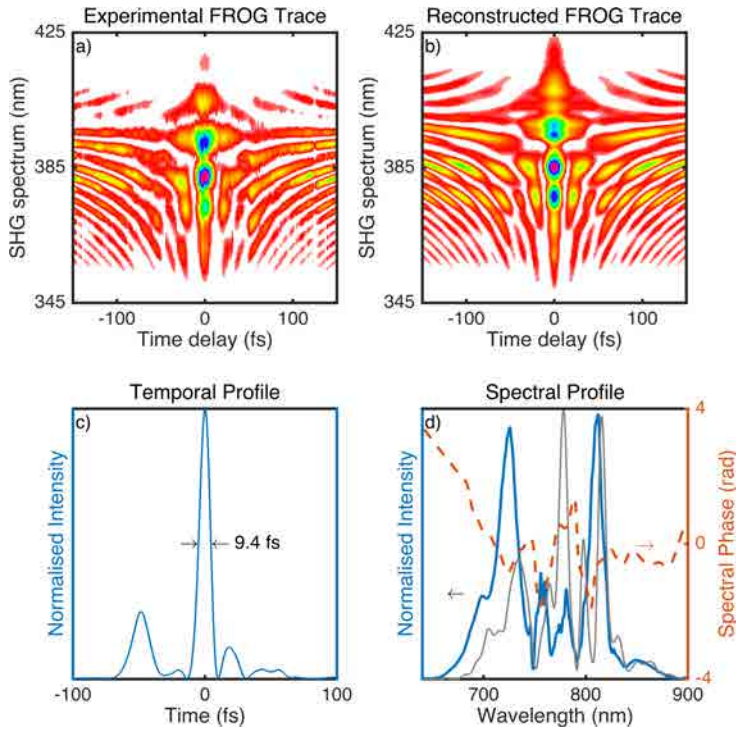 Experimental FROG Trace
a)
425
385
345
SHG spectrum (nm)
-100 0 100
Time delay (fs)
Reconstructed FROG Trace
b)
425
385
345
SHG spectrum (nm)
-100 0 100
Time delay (fs)
Temporal Profile
c)
Normalised Intensity
→ ← 9.4 fs
-100 0 100
Time (fs)
Spectral Profile
d)
Normalised Intensity
←
→
4
0
-4
Spectral Phase (rad)
700 800 900
Wavelength (nm)